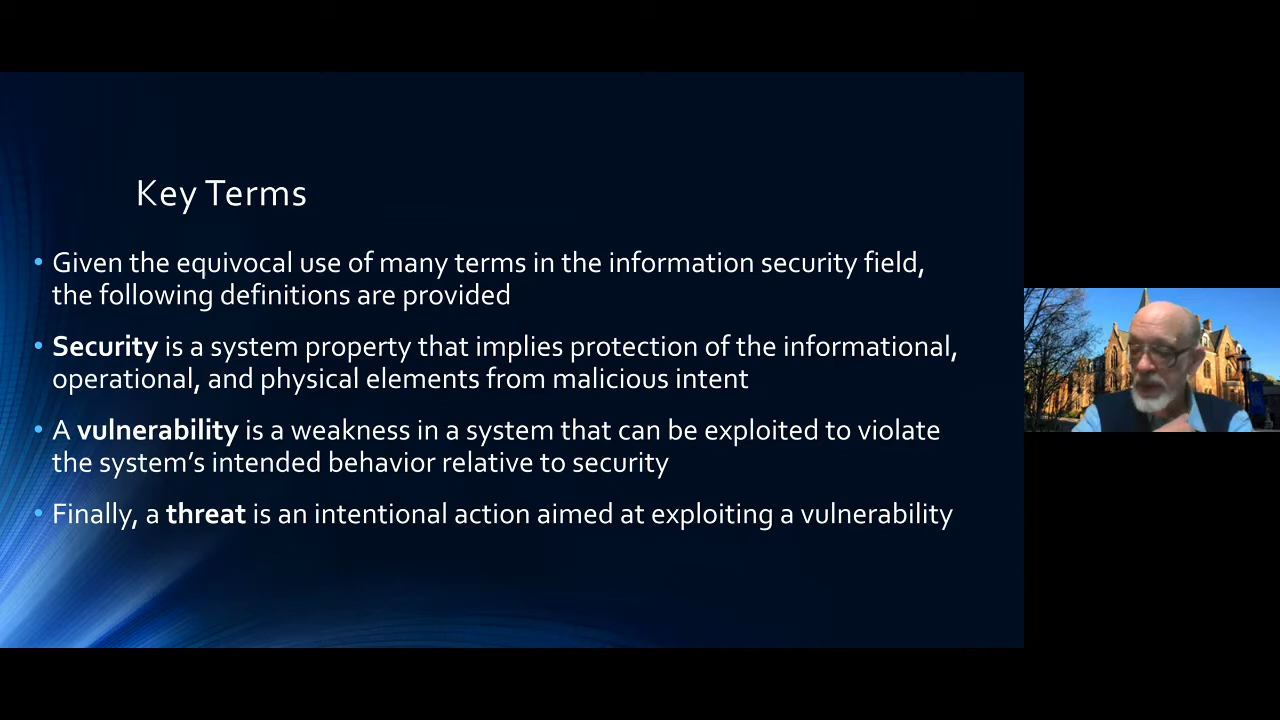 Key Terms
• Given the equivocal use of many terms in the information security field,
the following definitions are provided
• Security is a system property that implies protection of the informational,
operational, and physical elements from malicious intent
• A vulnerability is a weakness in a system that can be exploited to violate
the system’s intended behavior relative to security
• Finally, a threat is an intentional action aimed at exploiting a vulnerability